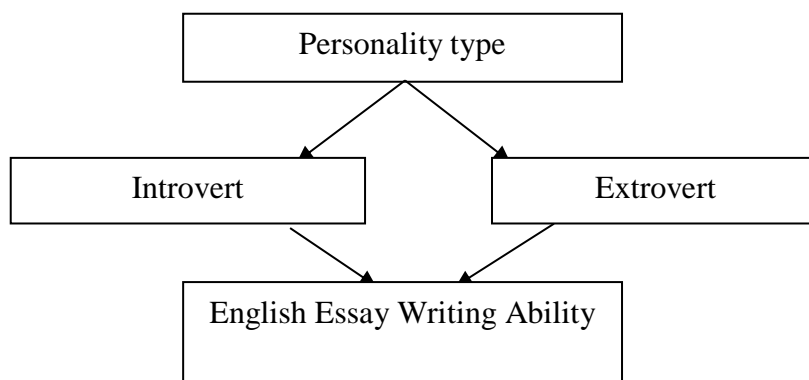 Personality type
Introvert
Extrovert
English Essay Writing Ability